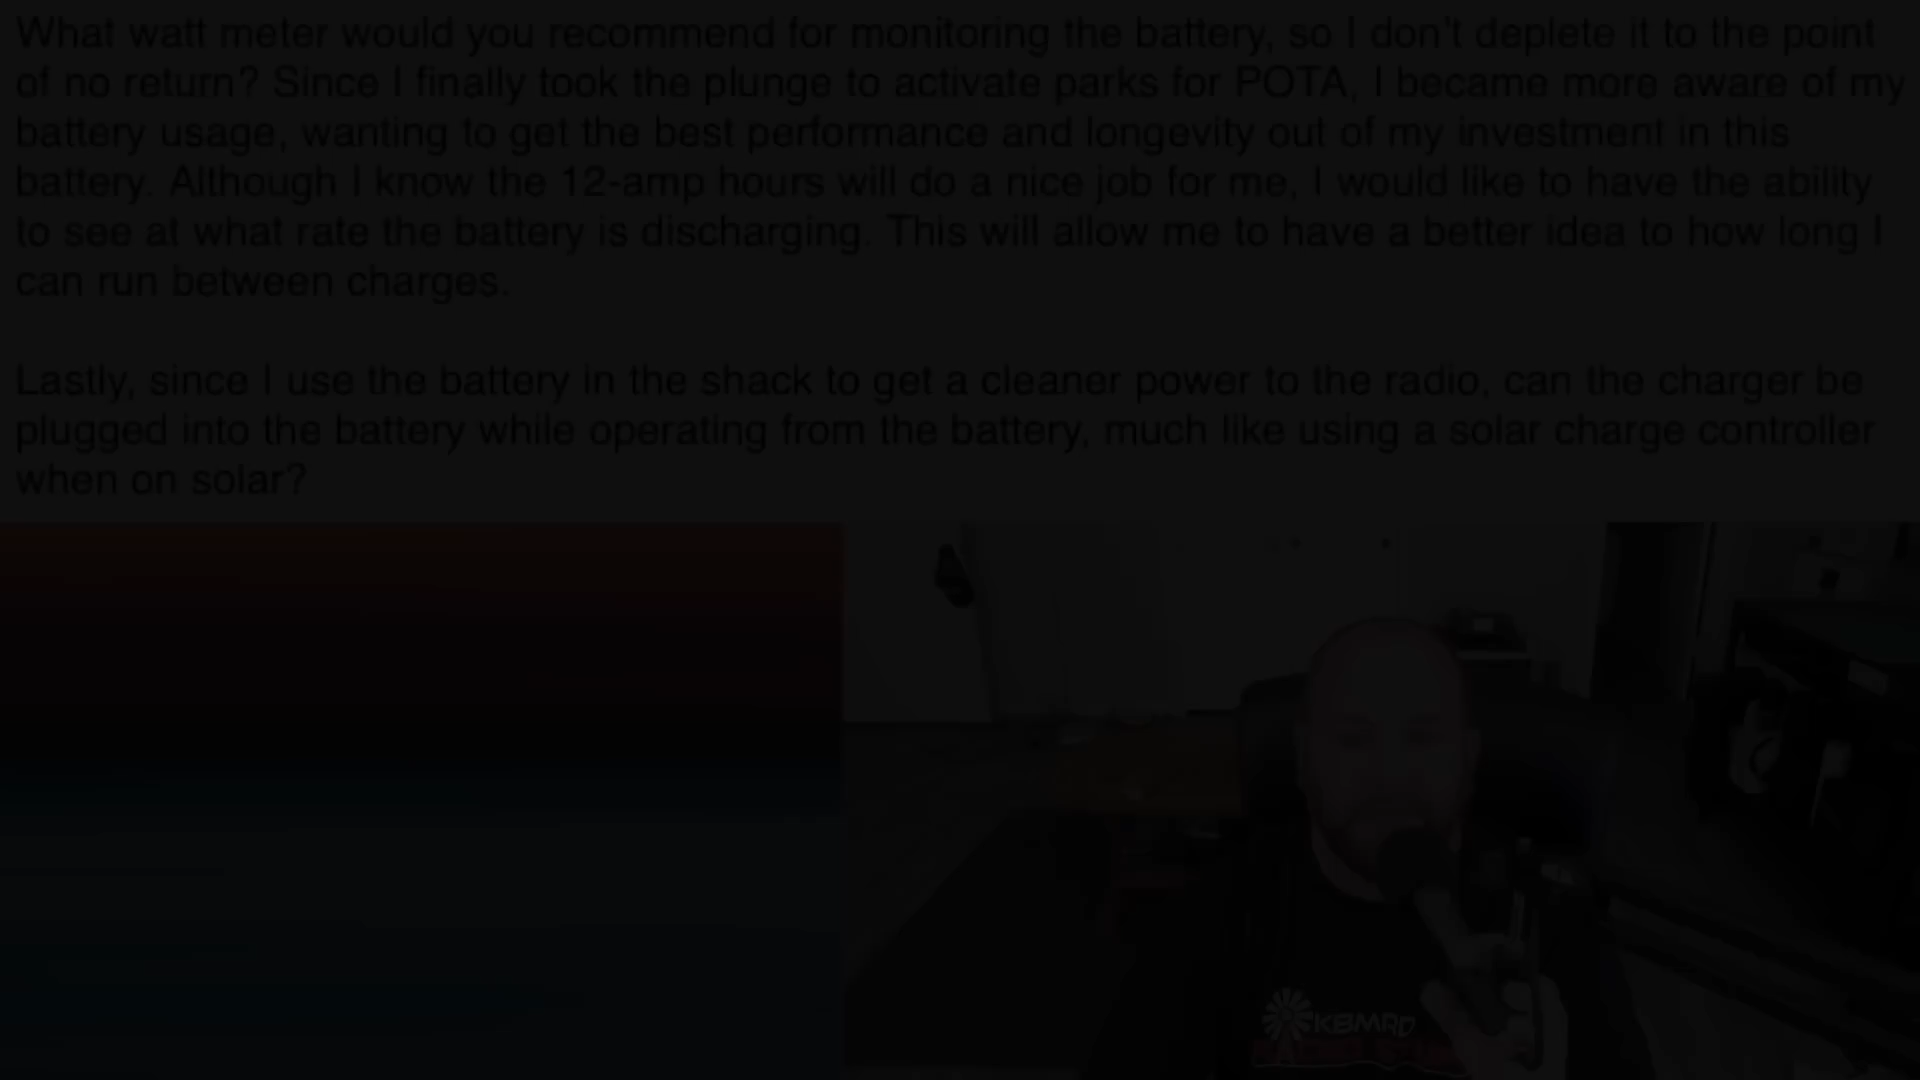 What watt meter would you recommend for monitoring the battery, so I don't deplete it to the point
of no return? Since I finally took the plunge to activate parks for POTA, I became more aware of my
battery usage, wanting to get the best performance and longevity out of my investment in this
battery. Although I know the 12-amp hours will do a nice job for me, I would like to have the ability
to see at what rate the battery is discharging. This will allow me to have a better idea to how long I
can run between charges.
Lastly, since I use the battery in the shack to get a cleaner power to the radio, can the charger be
plugged into the battery while operating from the battery, much like using a solar charge controller
when on solar?
KB8MRD